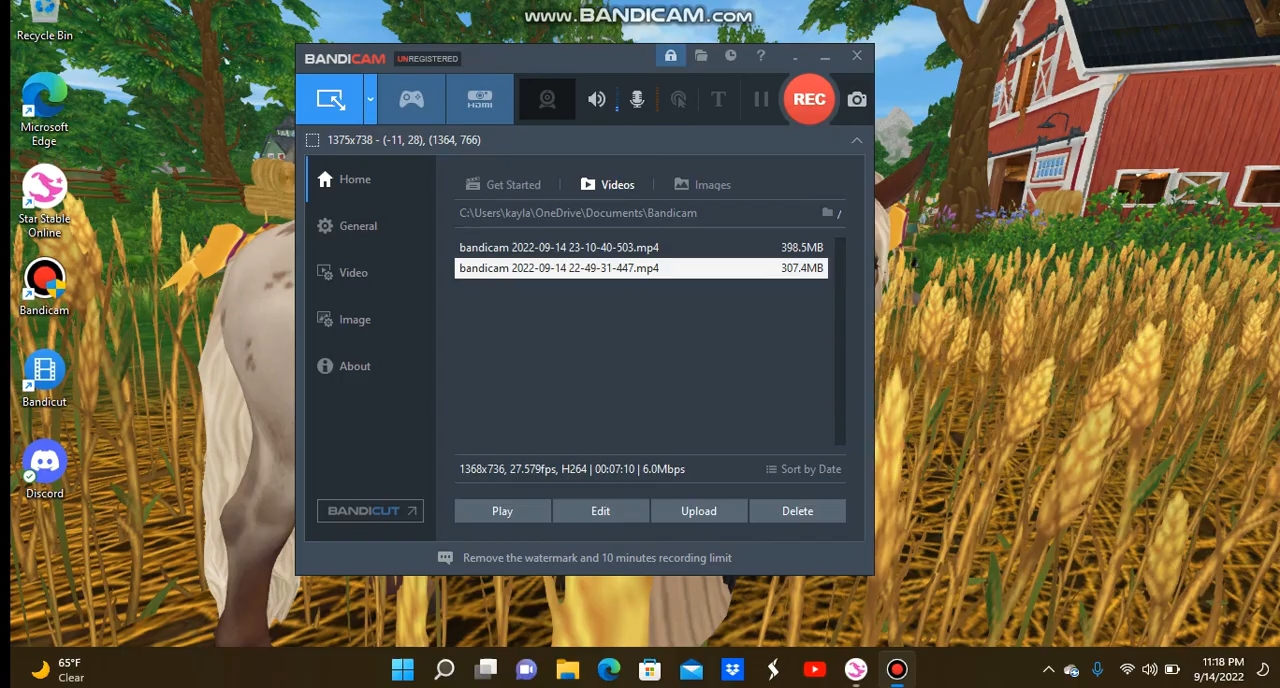 www.BANDICAM.com
Recycle Bin
Microsoft
Edge
Star Stable
Online
Bandicam
Bandicut
Discord
BANDICAM
UNREGISTERED
?
HDMI
T
REC
1375x738 - (-11, 28), (1364, 766)
Home
General
Video
Image
About
BANDICUT
Get Started
Videos
Images
C:\Users\kayla\OneDrive\Documents\Bandicam
/
bandicam 2022-09-14 23-10-40-503.mp4 398.5MB
bandicam 2022-09-14 22-49-31-447.mp4 307.4MB
1368x736, 27.579fps, H264 | 00:07:10 | 6.0Mbps
Sort by Date
Play
Edit
Upload
Delete
Remove the watermark and 10 minutes recording limit
65°F
Clear
11:18 PM
9/14/2022